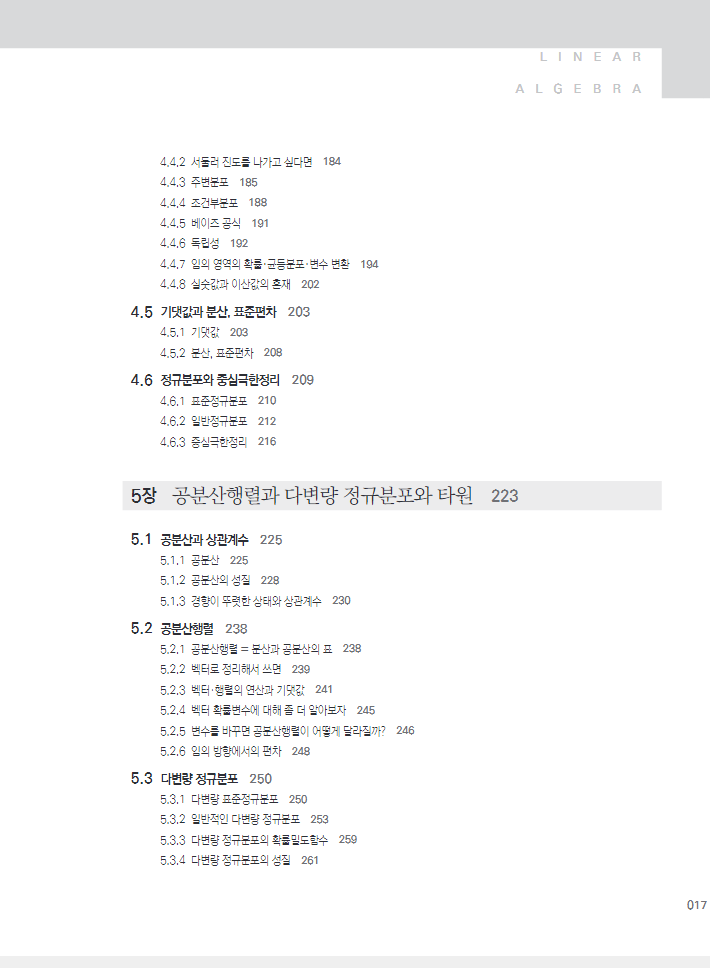 LINEAR
ALGEBRA
4.4.2 서둘러 진도를 나가고 싶다면 184
4.4.3 주변분포 185
4.4.4 조건부분포 188
4.4.5 베이즈 공식 191
4.4.6 독립성 192
4.4.7 임의 영역의 확률·균등분포·변수 변환 194
4.4.8 실숫값과 이산값의 혼재 202
4.5 기댓값과 분산, 표준편차 203
4.5.1 기댓값 203
4.5.2 분산, 표준편차 208
4.6 정규분포와 중심극한정리 209
4.6.1 표준정규분포 210
4.6.2 일반정규분포 212
4.6.3 중심극한정리 216
5장 공분산행렬과 다변량 정규분포와 타원 223
5.1 공분산과 상관계수 225
5.1.1 공분산 225
5.1.2 공분산의 성질 228
5.1.3 경향이 뚜렷한 상태와 상관계수 230
5.2 공분산행렬 238
5.2.1 공분산행렬 = 분산과 공분산의 표 238
5.2.2 벡터로 정리해서 쓰면 239
5.2.3 벡터·행렬의 연산과 기댓값 241
5.2.4 벡터 확률변수에 대해 좀 더 알아보자 245
5.2.5 변수를 바꾸면 공분산행렬이 어떻게 달라질까? 246
5.2.6 임의 방향에서의 편차 248
5.3 다변량 정규분포 250
5.3.1 다변량 표준정규분포 250
5.3.2 일반적인 다변량 정규분포 253
5.3.3 다변량 정규분포의 확률밀도함수 259
5.3.4 다변량 정규분포의 성질 261
017